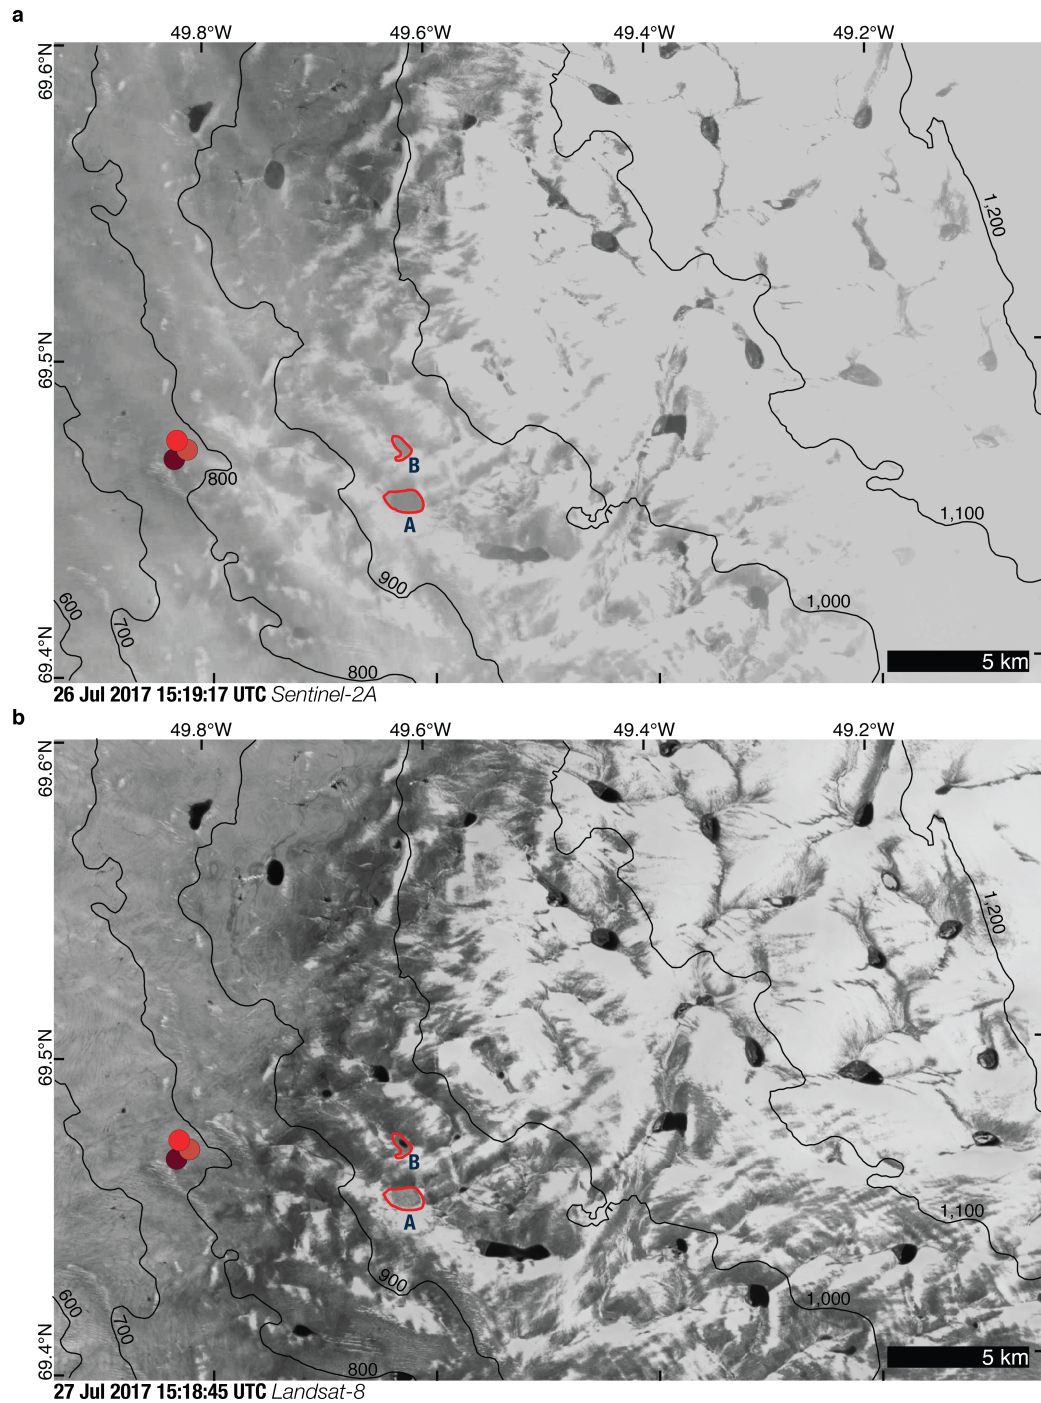 a
49.8°W 49.6°W 49.4°W 49.2°W
69.6°N
69.5°N
69.4°N
1,200
B
A
800
900
1,100
1,000
600
700
800
5 km
26 Jul 2017 15:19:17 UTC Sentinel-2A
b
49.8°W 49.6°W 49.4°W 49.2°W
69.6°N
69.5°N
69.4°N
1,200
B
A
1,100
900
1,000
600
700
800
5 km
27 Jul 2017 15:18:45 UTC Landsat-8